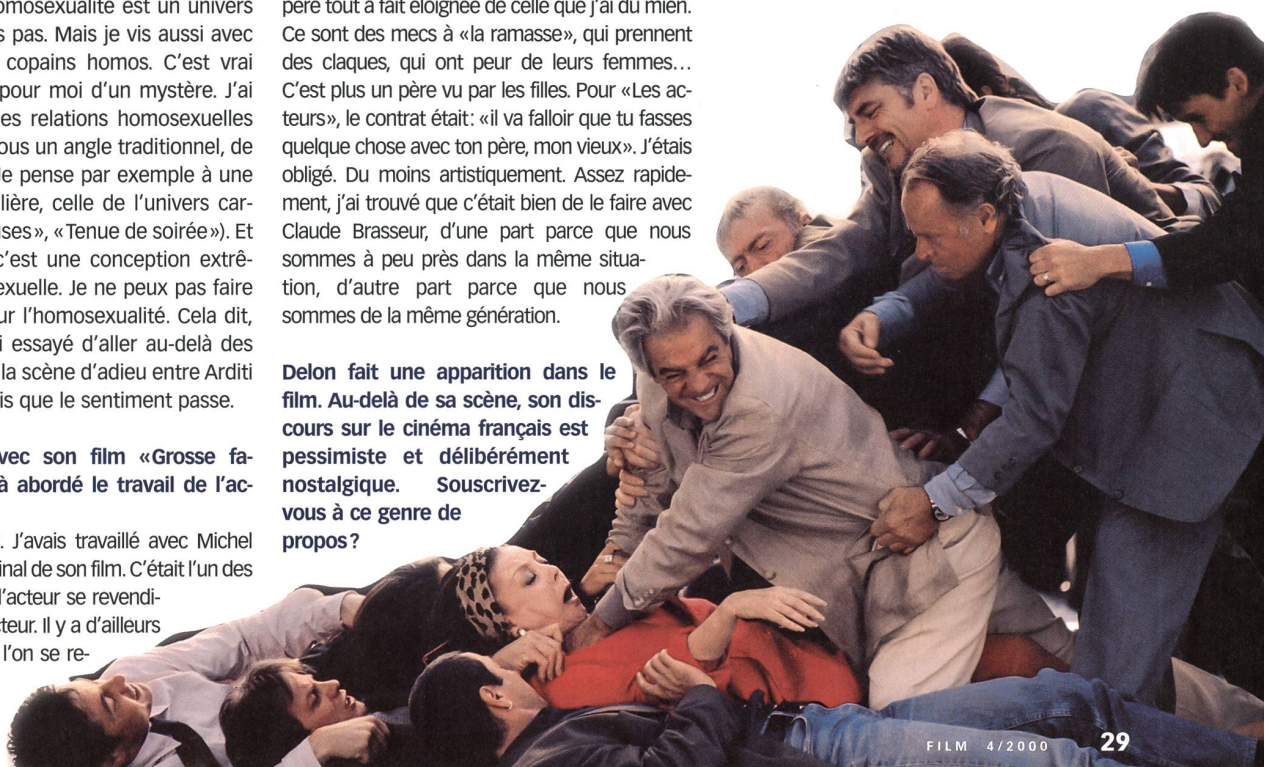 omosexualité est un univers
s pas. Mais je vis aussi avec
copains homos. C'est vrai
pour moi d'un mystère. J'ai
es relations homosexuelles
ous un angle traditionnel, de
Je pense par exemple à une
lière, celle de l'univers car-
uses», «Tenue de soirée»). Et
c'est une conception extrê-
exuelle. Je ne peux pas faire
ur l'homosexualité. Cela dit,
i essayé d'aller au-delà des
la scène d'adieu entre Arditi
is que le sentiment passe.
vec son film «Grosse fa-
à abordé le travail de l'ac-
. J'avais travaillé avec Michel
inal de son film. C'était l'un des
l'acteur se revendi-
cteur. Il y a d'ailleurs
l'on se re-
père tout à fait éloignée de celle que j'ai du mien.
Ce sont des mecs à «la ramasse», qui prennent
des claques, qui ont peur de leurs femmes…
C'est plus un père vu par les filles. Pour «Les ac-
teurs», le contrat était: «il va falloir que tu fasses
quelque chose avec ton père, mon vieux». J'étais
obligé. Du moins artistiquement. Assez rapide-
ment, j'ai trouvé que c'était bien de le faire avec
Claude Brasseur, d'une part parce que nous
sommes à peu près dans la même situa-
tion, d'autre part parce que nous
sommes de la même génération.
Delon fait une apparition dans le
film. Au-delà de sa scène, son dis-
cours sur le cinéma français est
pessimiste et délibérément
nostalgique. Souscrivez-
vous à ce genre de
propos?
FILM 4/2000 29